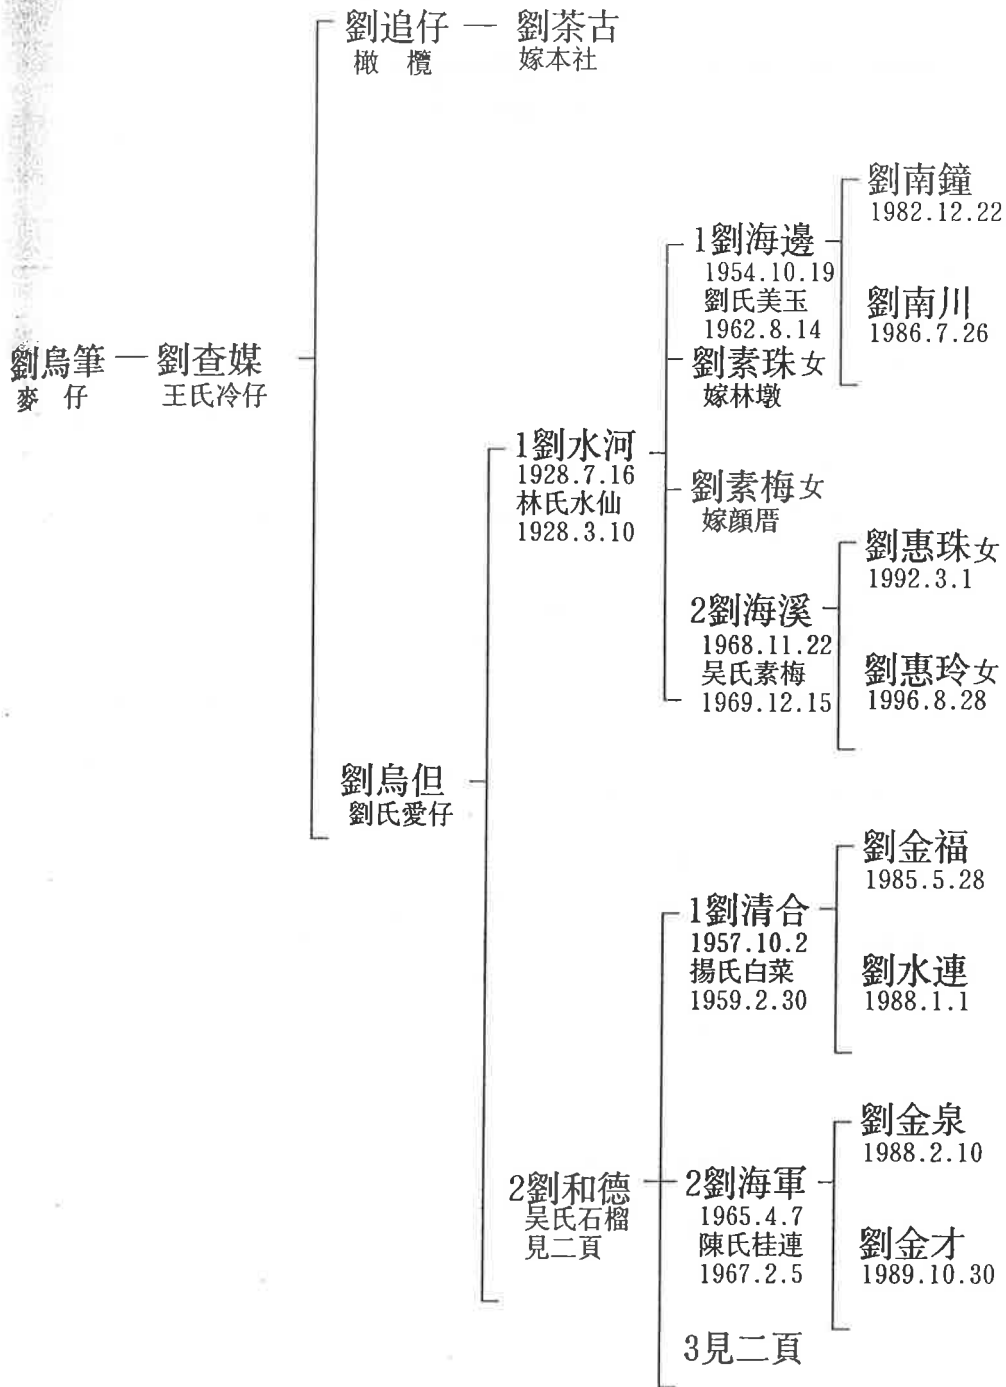 劉追仔 — 劉茶古
橄 欖 嫁本社
劉南鐘
1982.12.22
1劉海邊
1954.10.19
劉氏美玉
1962.8.14
劉南川
1986.7.26
劉烏筆 — 劉查媒
麥 仔 王氏冷仔
劉素珠女
嫁林墩
1劉水河
1928.7.16
林氏水仙
1928.3.10
劉素梅女
嫁顔厝
劉惠珠女
1992.3.1
2劉海溪
1968.11.22
吴氏素梅
1969.12.15
劉惠玲女
1996.8.28
劉烏但
劉氏愛仔
劉金福
1985.5.28
1劉清合
1957.10.2
揚氏白菜
1959.2.30
劉水連
1988.1.1
劉金泉
1988.2.10
2劉和德
吴氏石榴
見二頁
2劉海軍
1965.4.7
陳氏桂連
1967.2.5
劉金才
1989.10.30
3見二頁